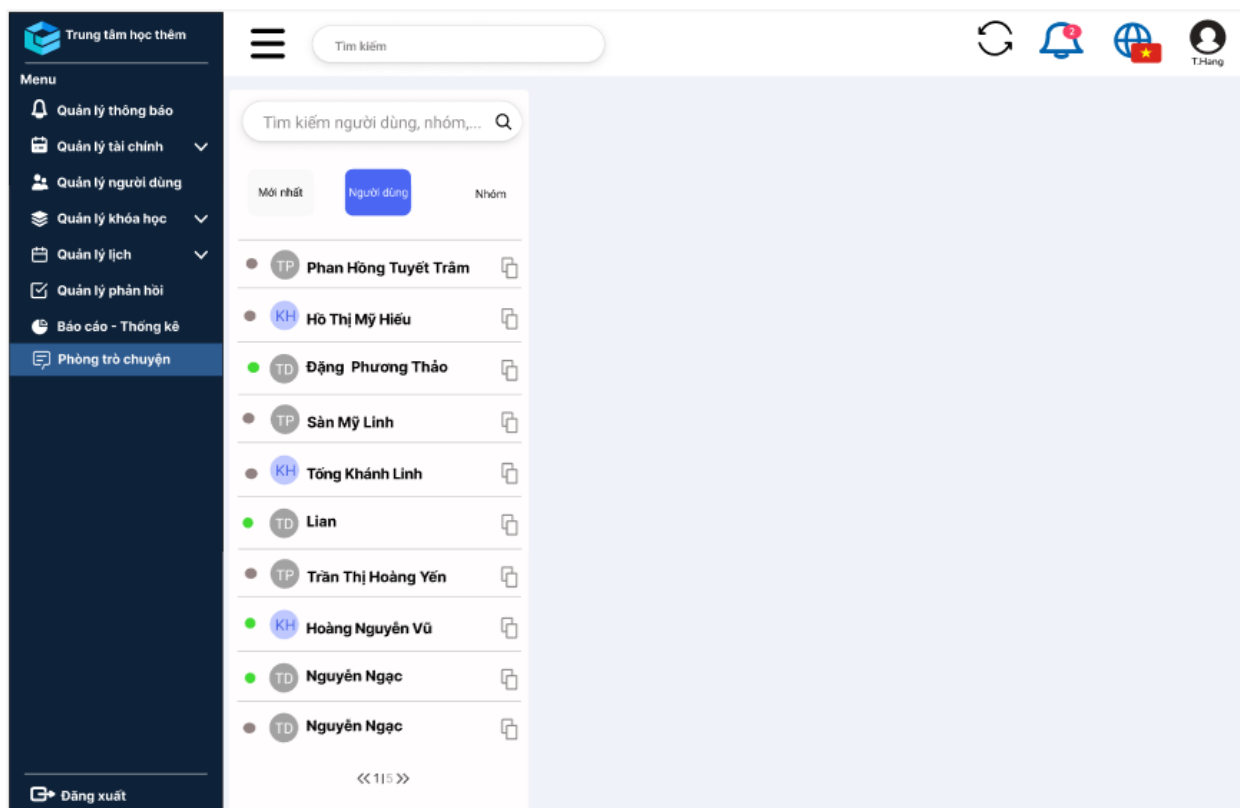 Trung tâm học thêm
Menu
Quản lý thông báo
Quản lý tài chính
Quản lý người dùng
Quản lý khóa học
Quản lý lịch
Quản lý phản hồi
Báo cáo - Thống kê
Phòng trò chuyện
Đăng xuất
Tìm kiếm
2
T.Hang
Tìm kiếm người dùng, nhóm,...
Mới nhất
Người dùng
Nhóm
TP Phan Hồng Tuyết Trâm
KH Hồ Thị Mỹ Hiếu
TD Đặng Phương Thảo
TP Sàn Mỹ Linh
KH Tống Khánh Linh
TD Lian
TP Trần Thị Hoàng Yến
KH Hoàng Nguyên Vũ
TD Nguyễn Ngạc
TD Nguyễn Ngạc
1|5